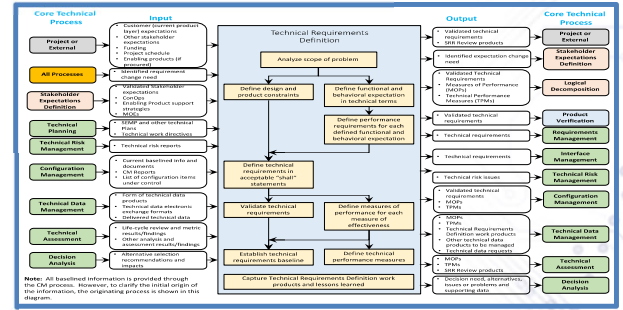 Core Technical
Process
Input
Output
Core Technical
Process
Project or
External
• Customer (current product
layer) expectations
• Other stakeholder
expectations
• Funding
• Project schedule
• Enabling products (if
procured)
All Processes
• Identified requirement
change need
Stakeholder
Expectations
Definition
• Validated Stakeholder
expectations
• ConOps
• Enabling Product support
strategies
• MOEs
Technical
Planning
• SEMP and other technical
Plans
• Technical work directives
Technical Risk
Management
• Technical risk reports
Configuration
Management
• Current baselined info and
documents
• CM Reports
• List of configuration items
under control
Technical Data
Management
• Form of technical data
products
• Technical data electronic
exchange formats
• Delivered technical data
Technical
Assessment
• Life-cycle review and metric
results/findings
• Other analysis and
assessment results/findings
Decision
Analysis
• Alternative selection
recommendations and
impacts
Note: All baselined information is provided through
the CM process. However, to clarify the initial origin of
the information, the originating process is shown in this
diagram.
Technical Requirements
Definition
Analyze scope of problem
Define design and
product constraints
Define functional and
behavioral expectation
in technical terms
Define performance
requirements for each
defined functional and
behavioral expectation
Define technical
requirements in
acceptable "shall"
statements
Validate technical
requirements
Define measures of
performance for each
measure of
effectiveness
Establish technical
requirements baseline
Define technical
performance measures
Capture Technical Requirements Definition work
products and lessons learned
• Validated technical
requirements
• SRR Review products
Project or
External
• Identified expectation change
need
Stakeholder
Expectations
Definition
• Validated Technical
Requirements
• Measures of Performance
(MOPs)
• Technical Performance
Measures (TPMs)
Logical
Decomposition
• Validated technical
requirements
Product
Verification
• Technical requirements
Requirements
Management
• Technical requirements
Interface
Management
• Technical risk issues
Technical Risk
Management
• Validated technical
requirements
• MOPs
• TPMs
Configuration
Management
• MOPs
• TPMs
• Technical Requirements
Definition work products
• Other technical data
products to be managed
• Technical data requests
Technical Data
Management
• MOPs
• TPMs
• SRR Review products
Technical
Assessment
• Decision need, alternatives,
issues or problems and
supporting data
Decision
Analysis